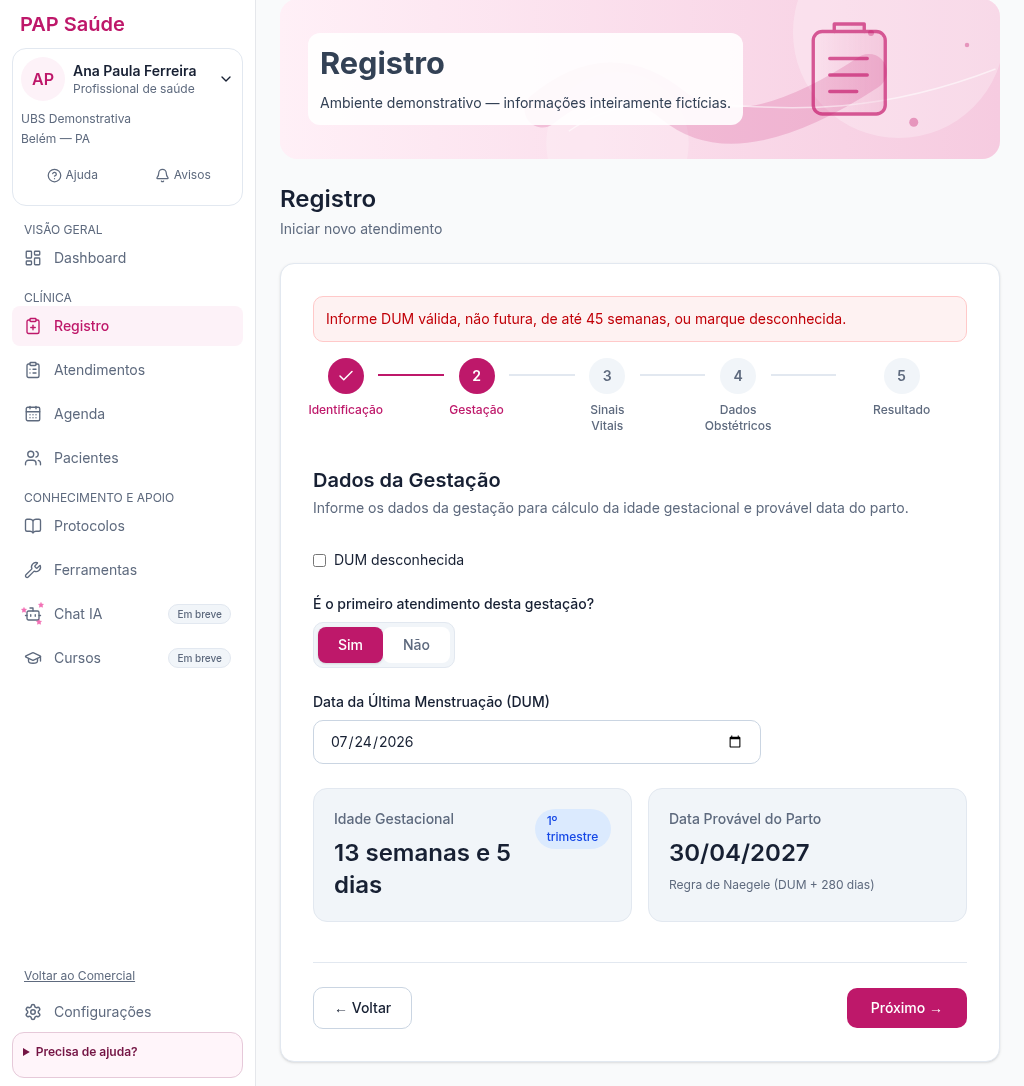 PAP Saúde
AP
Ana Paula Ferreira
Profissional de saúde
UBS Demonstrativa
Belém — PA
Ajuda
Avisos
VISÃO GERAL
Dashboard
CLÍNICA
Registro
Atendimentos
Agenda
Pacientes
CONHECIMENTO E APOIO
Protocolos
Ferramentas
Chat IA
Em breve
Cursos
Em breve
Voltar ao Comercial
Configurações
Precisa de ajuda?
Registro
Ambiente demonstrativo — informações inteiramente fictícias.
Registro
Iniciar novo atendimento
Informe DUM válida, não futura, de até 45 semanas, ou marque desconhecida.
Identificação
2
Gestação
3
Sinais
Vitais
4
Dados
Obstétricos
5
Resultado
Dados da Gestação
Informe os dados da gestação para cálculo da idade gestacional e provável data do parto.
DUM desconhecida
É o primeiro atendimento desta gestação?
Sim
Não
Data da Última Menstruação (DUM)
07/24/2026
Idade Gestacional
1º
trimestre
13 semanas e 5
dias
Data Provável do Parto
30/04/2027
Regra de Naegele (DUM + 280 dias)
← Voltar
Próximo →